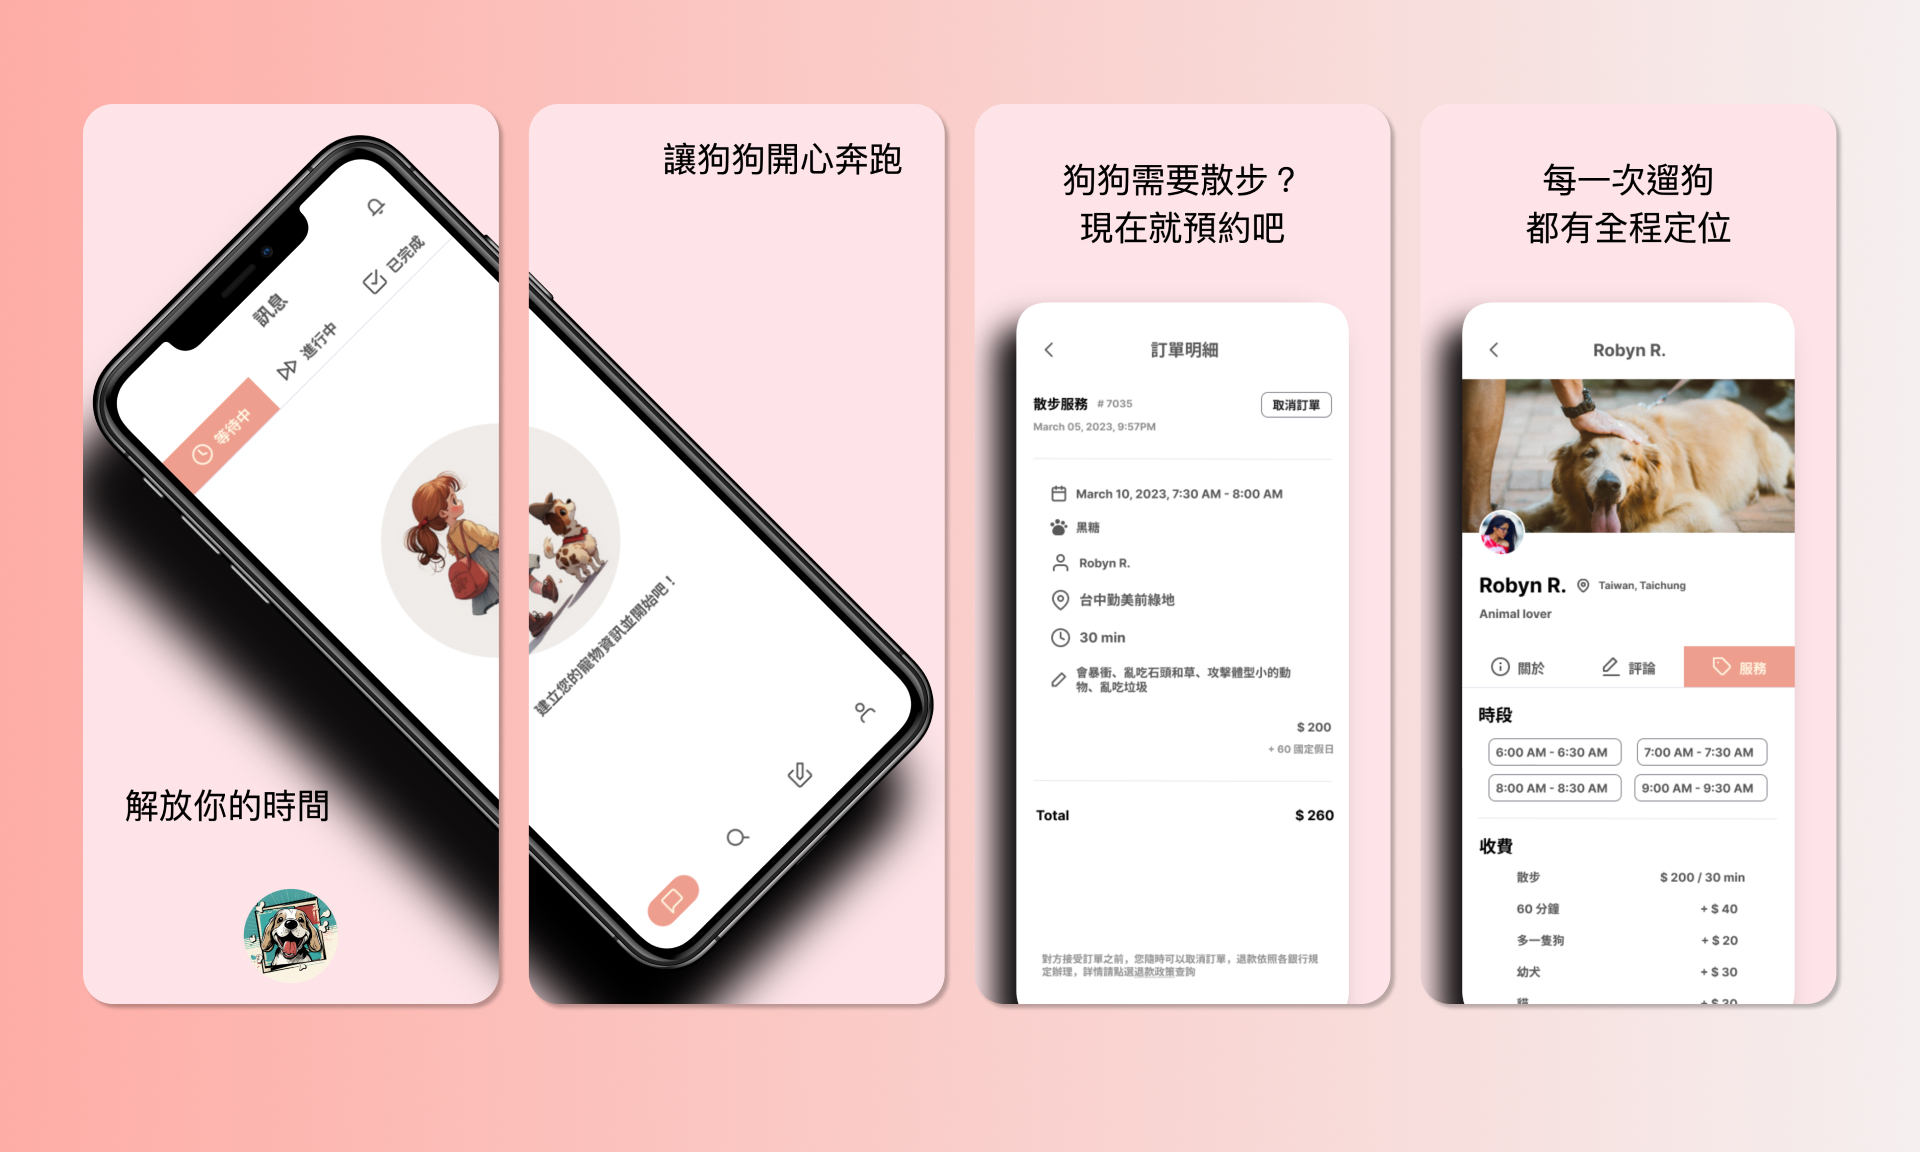 訊息
等待中
進行中
已完成
解放你的時間
讓狗狗開心奔跑
建立您的寵物資訊並開始吧！
狗狗需要散步？
現在就預約吧
訂單明細
散步服務 # 7035
取消訂單
March 05, 2023, 9:57PM
March 10, 2023, 7:30 AM - 8:00 AM
黑糖
Robyn R.
台中勤美前綠地
30 min
會暴衝、亂吃石頭和草、攻擊體型小的動
物、亂吃垃圾
$ 200
+ 60 國定假日
Total $ 260
對方接受訂單之前，您隨時可以取消訂單，退款依照各銀行規
定辦理，詳情請點選退款政策查詢
每一次遛狗
都有全程定位
Robyn R.
Robyn R. Taiwan, Taichung
Animal lover
關於 評論 服務
時段
6:00 AM - 6:30 AM 7:00 AM - 7:30 AM
8:00 AM - 8:30 AM 9:00 AM - 9:30 AM
收費
散步 $ 200 / 30 min
60 分鐘 + $ 40
多一隻狗 + $ 20
幼犬 + $ 30
貓 + $ 30